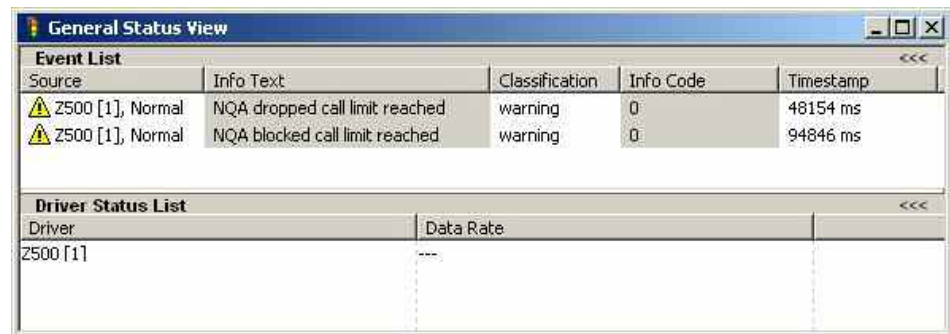 General Status View
Event List <<<
Source Info Text Classification Info Code Timestamp
Z500 [1], Normal NQA dropped call limit reached warning 0 48154 ms
Z500 [1], Normal NQA blocked call limit reached warning 0 94846 ms
Driver Status List <<<
Driver Data Rate
Z500 [1] ---